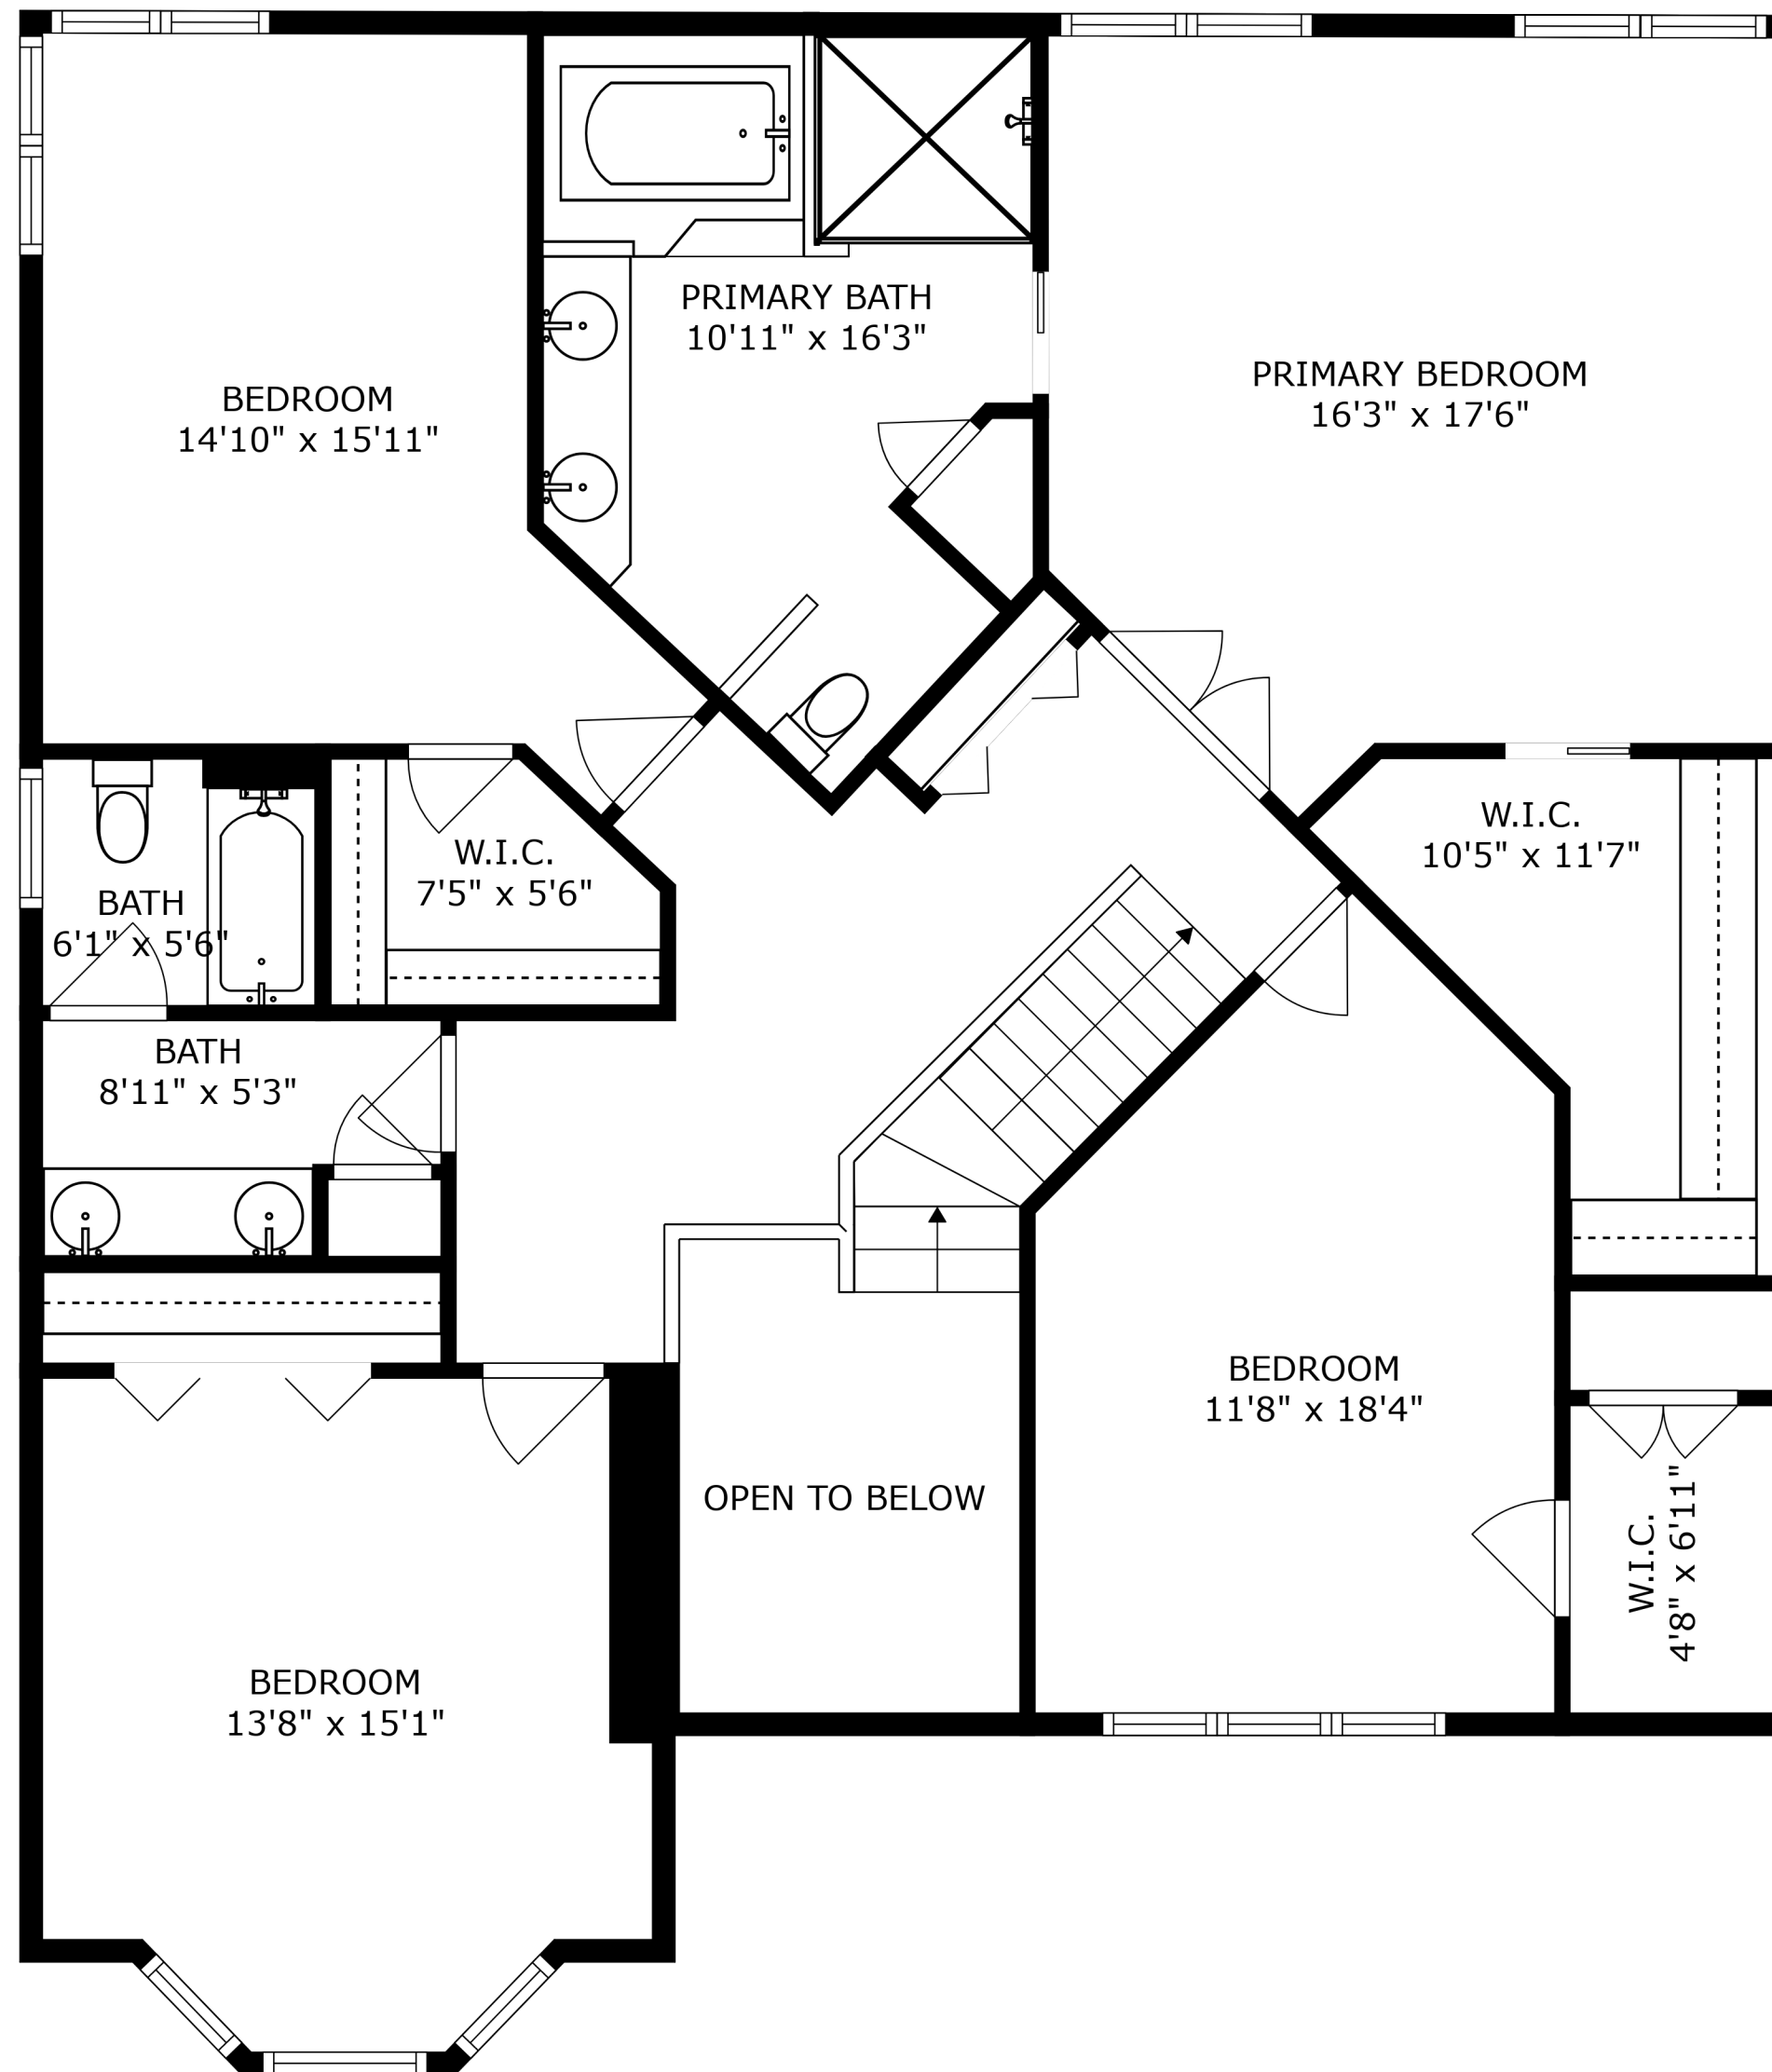 PRIMARY BATH
10'11" x 16'3"
PRIMARY BEDROOM
16'3" x 17'6"
BEDROOM
14'10" x 15'11"
W.I.C.
10'5" x 11'7"
W.I.C.
7'5" x 5'6"
BATH
6'1" x 5'6"
BATH
8'11" x 5'3"
BEDROOM
11'8" x 18'4"
OPEN TO BELOW
W.I.C.
4'8" x 6'11"
BEDROOM
13'8" x 15'1"